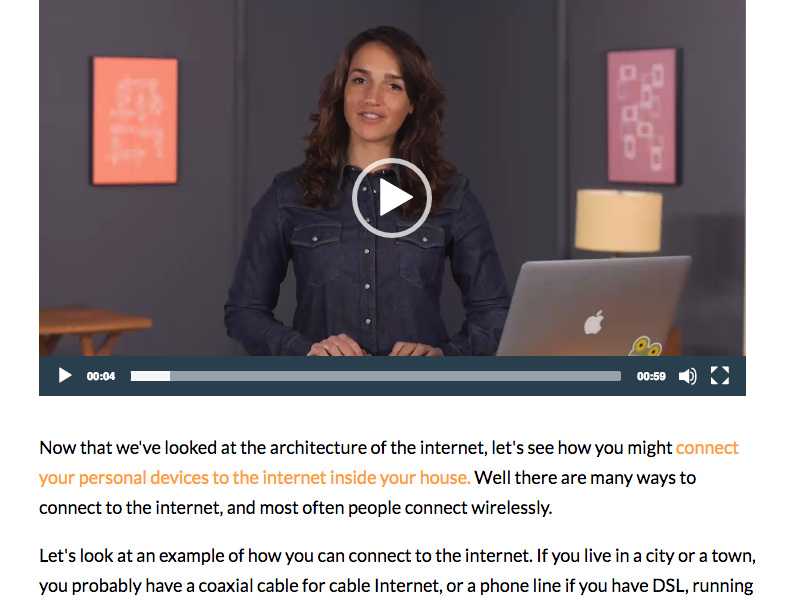 00:04
00:59
Now that we've looked at the architecture of the internet, let's see how you might connect
your personal devices to the internet inside your house. Well there are many ways to
connect to the internet, and most often people connect wirelessly.
Let's look at an example of how you can connect to the internet. If you live in a city or a town,
you probably have a coaxial cable for cable Internet, or a phone line if you have DSL, running